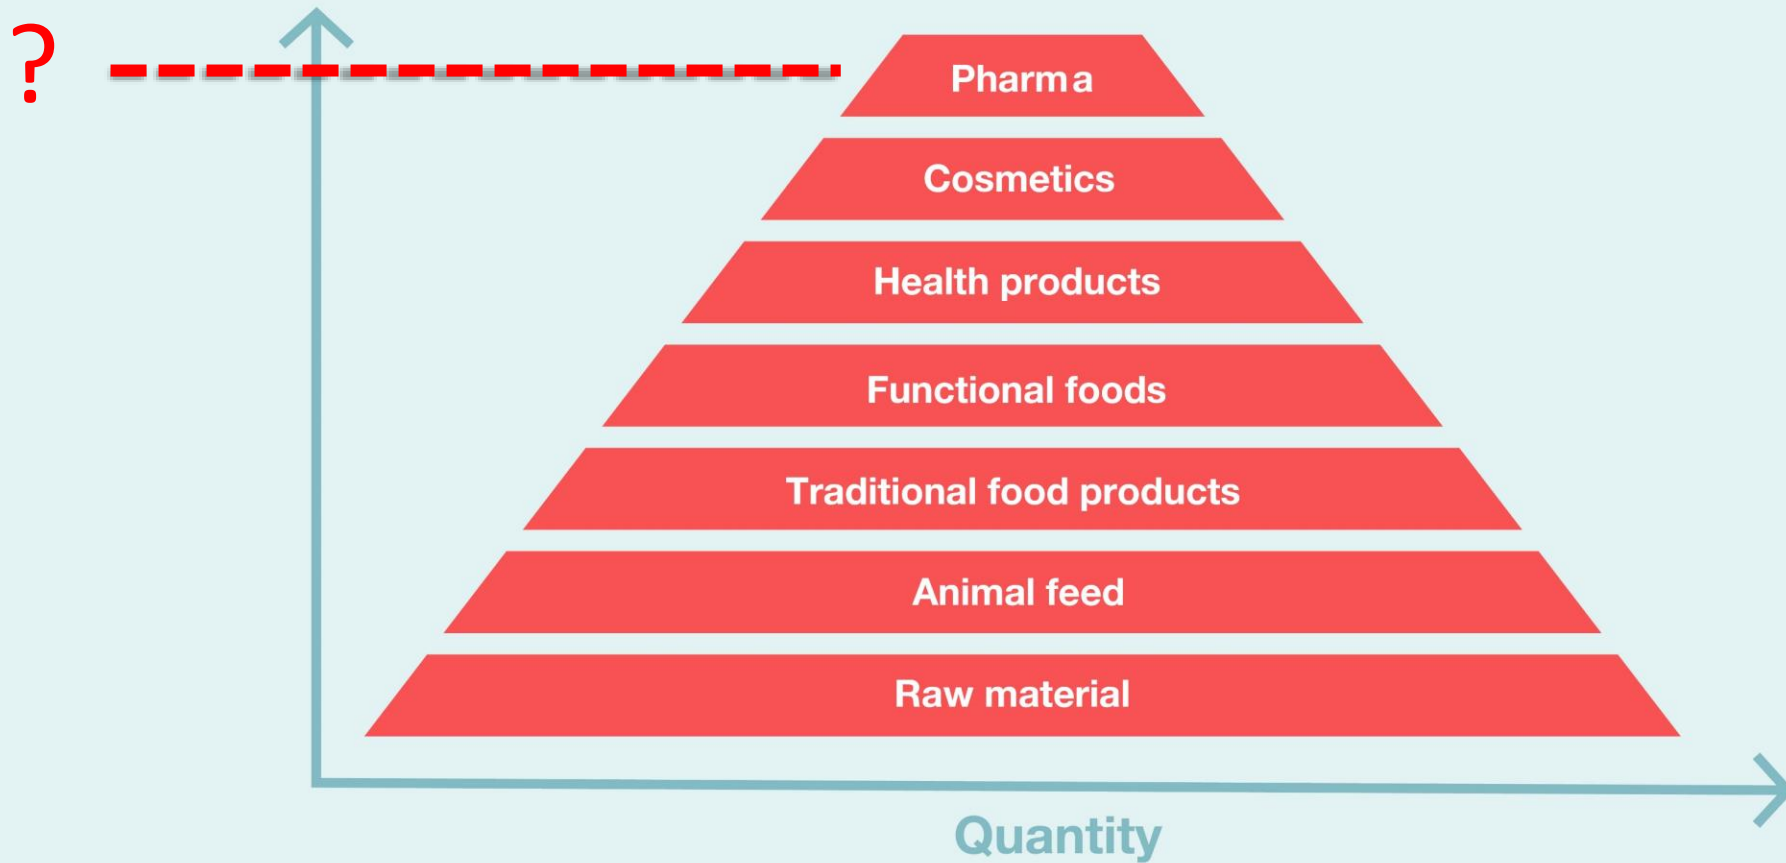 ?
Pharma
Cosmetics
Health products
Functional foods
Traditional food products
Animal feed
Raw material
Quantity